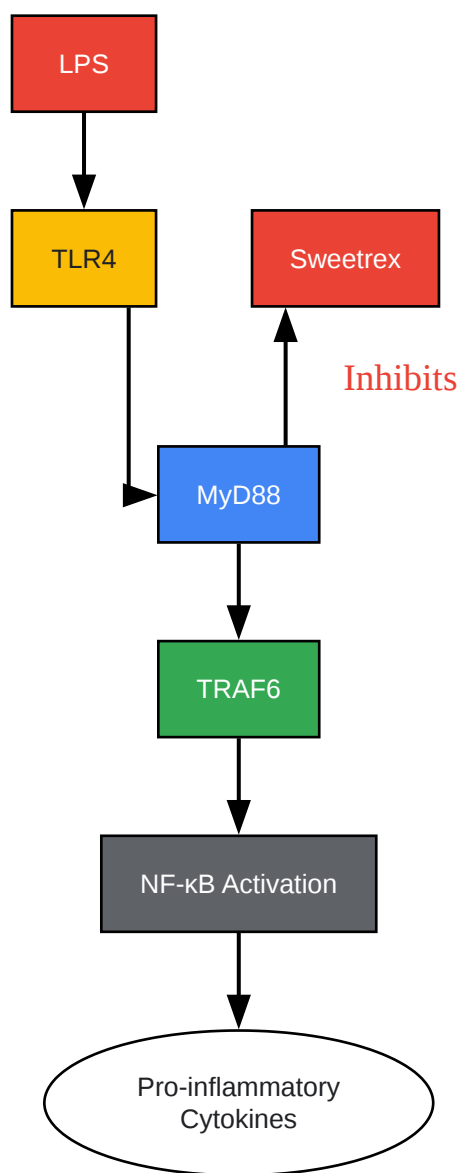 LPS
TLR4
Sweetrex
Inhibits
MyD88
TRAF6
NF-κB Activation
Pro-inflammatory
Cytokines